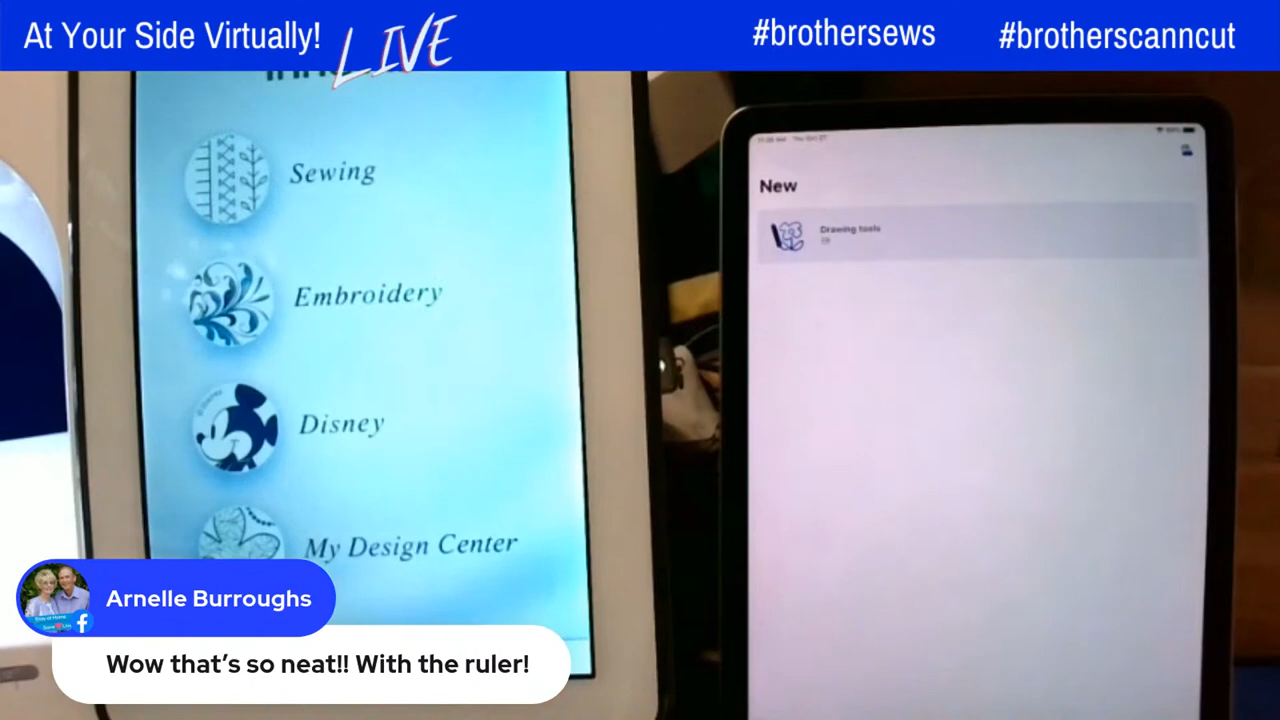 At Your Side Virtually!
LIVE
#brothersews
#brotherscanncut
Sewing
Embroidery
Disney
My Design Center
New
Drawing tools
Arnelle Burroughs
Wow that’s so neat!! With the ruler!